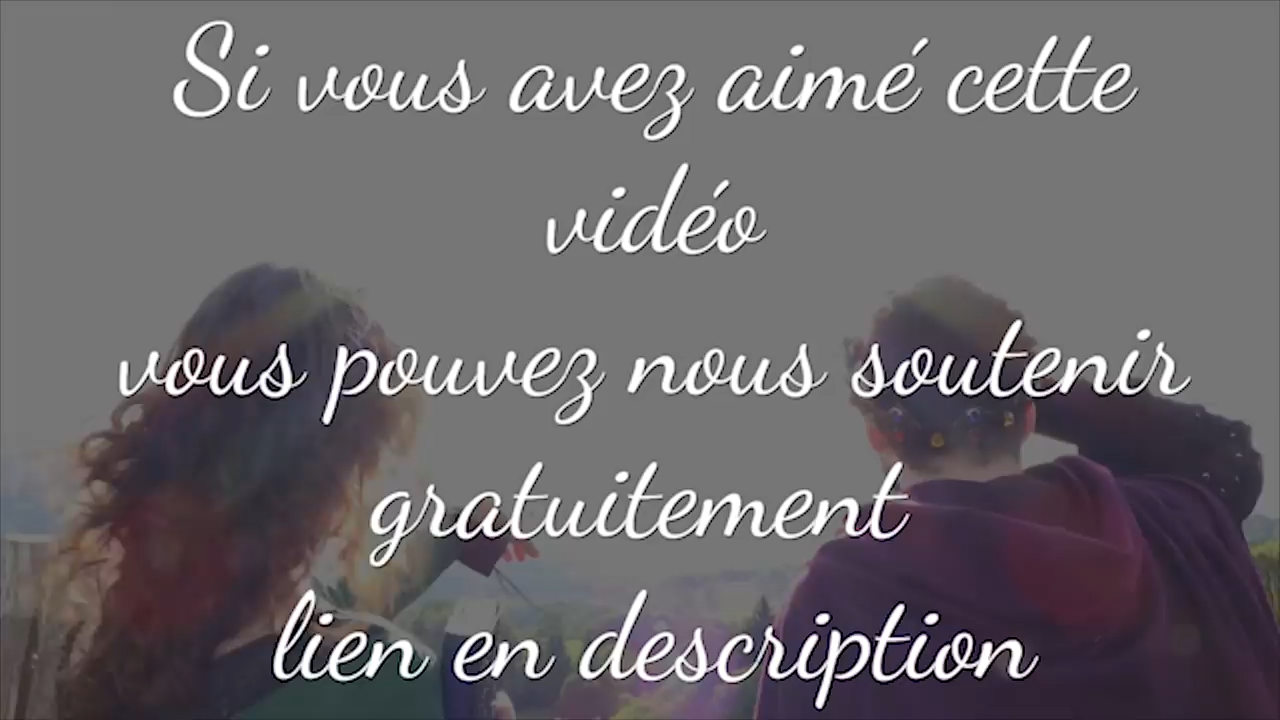 Si vous avez aimé cette
vidéo
vous pouvez nous soutenir
gratuitement
lien en description